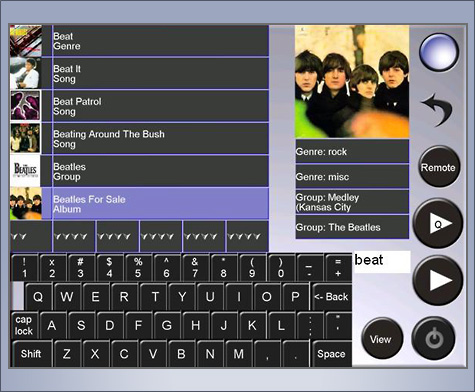 Beat
Genre
Beat It
Song
Beat Patrol
Song
Beating Around The Bush
Song
BEATLES
Beatles
Group
Beatles For Sale
Album
Genre: rock
Genre: misc
Group: Medley
(Kansas City
Group: The Beatles
Remote
Q
beat
! x # $ % ^ & * ( ) _ =
1 2 3 4 5 6 7 8 9 0 - +
Q W E R T Y U I O P <- Back
cap
lock
A S D F G H J K L : ; " '
Shift Z X C V B N M , . Space
View